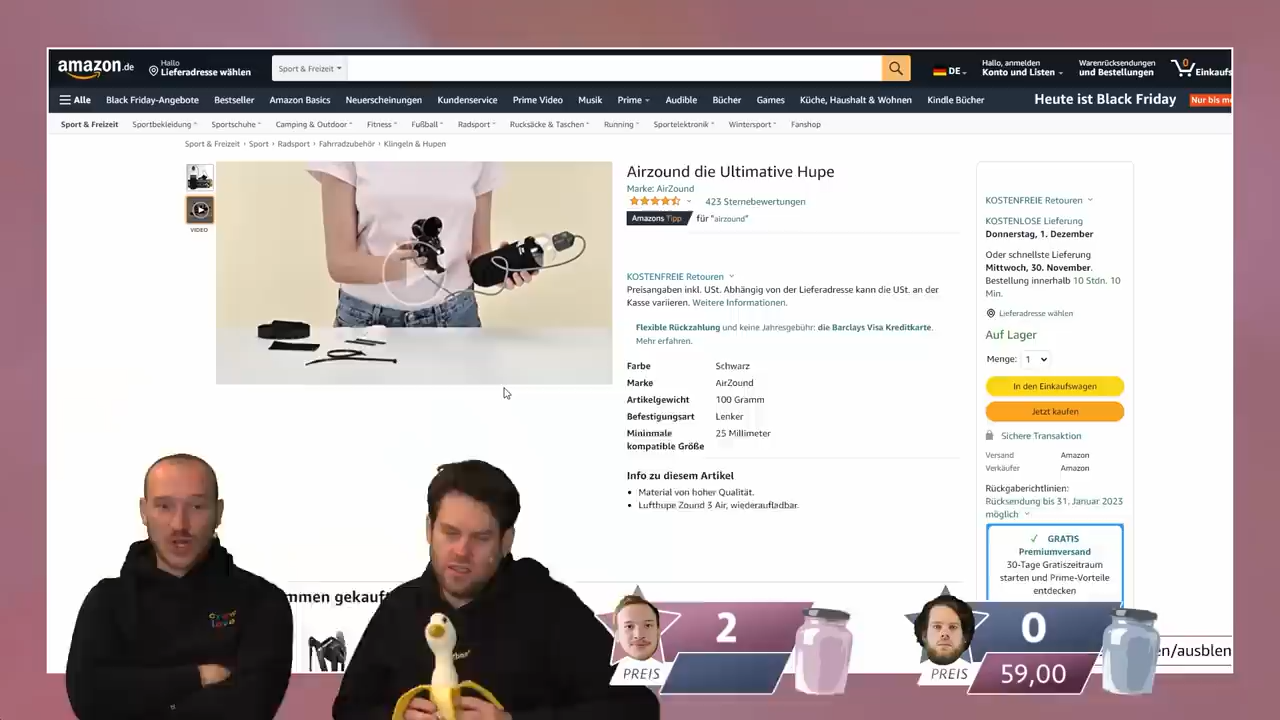 amazon.de
Hallo
Lieferadresse wählen
Sport & Freizeit
DE
Hallo, anmelden
Konto und Listen
Warenrücksendungen
und Bestellungen
0
Einkaufs
Alle
Black Friday-Angebote
Bestseller
Amazon Basics
Neuerscheinungen
Kundenservice
Prime Video
Musik
Prime
Audible
Bücher
Games
Küche, Haushalt & Wohnen
Kindle Bücher
Heute ist Black Friday
Nur bis m
Sport & Freizeit
Sportbekleidung
Sportschuhe
Camping & Outdoor
Fitness
Fußball
Radsport
Rucksäcke & Taschen
Running
Sportelektronik
Wintersport
Fanshop
Sport & Freizeit › Sport › Radsport › Fahrradzubehör › Klingeln & Hupen
VIDEO
Airzound die Ultimative Hupe
Marke: AirZound
423 Sternebewertungen
Amazons Tipp für "airzound"
KOSTENFREIE Retouren
Preisangaben inkl. USt. Abhängig von der Lieferadresse kann die USt. an der
Kasse variieren. Weitere Informationen.
Flexible Rückzahlung und keine Jahresgebühr: die Barclays Visa Kreditkarte.
Mehr erfahren.
Farbe Schwarz
Marke AirZound
Artikelgewicht 100 Gramm
Befestigungsart Lenker
Mininmale 25 Millimeter
kompatible Größe
Info zu diesem Artikel
• Material von hoher Qualität.
• Lufthupe Zound 3 Air, wiederaufladbar.
KOSTENFREIE Retouren
KOSTENLOSE Lieferung
Donnerstag, 1. Dezember
Oder schnellste Lieferung
Mittwoch, 30. November.
Bestellung innerhalb 10 Stdn. 10
Min.
Lieferadresse wählen
Auf Lager
Menge: 1
In den Einkaufswagen
Jetzt kaufen
Sichere Transaktion
Versand Amazon
Verkäufer Amazon
Rückgaberichtlinien:
Rücksendung bis 31. Januar 2023
möglich
✓ GRATIS
Premiumversand
30-Tage Gratiszeitraum
starten und Prime-Vorteile
entdecken
mmen gekauf
en/ausblen
2
PREIS
0
PREIS
59,00